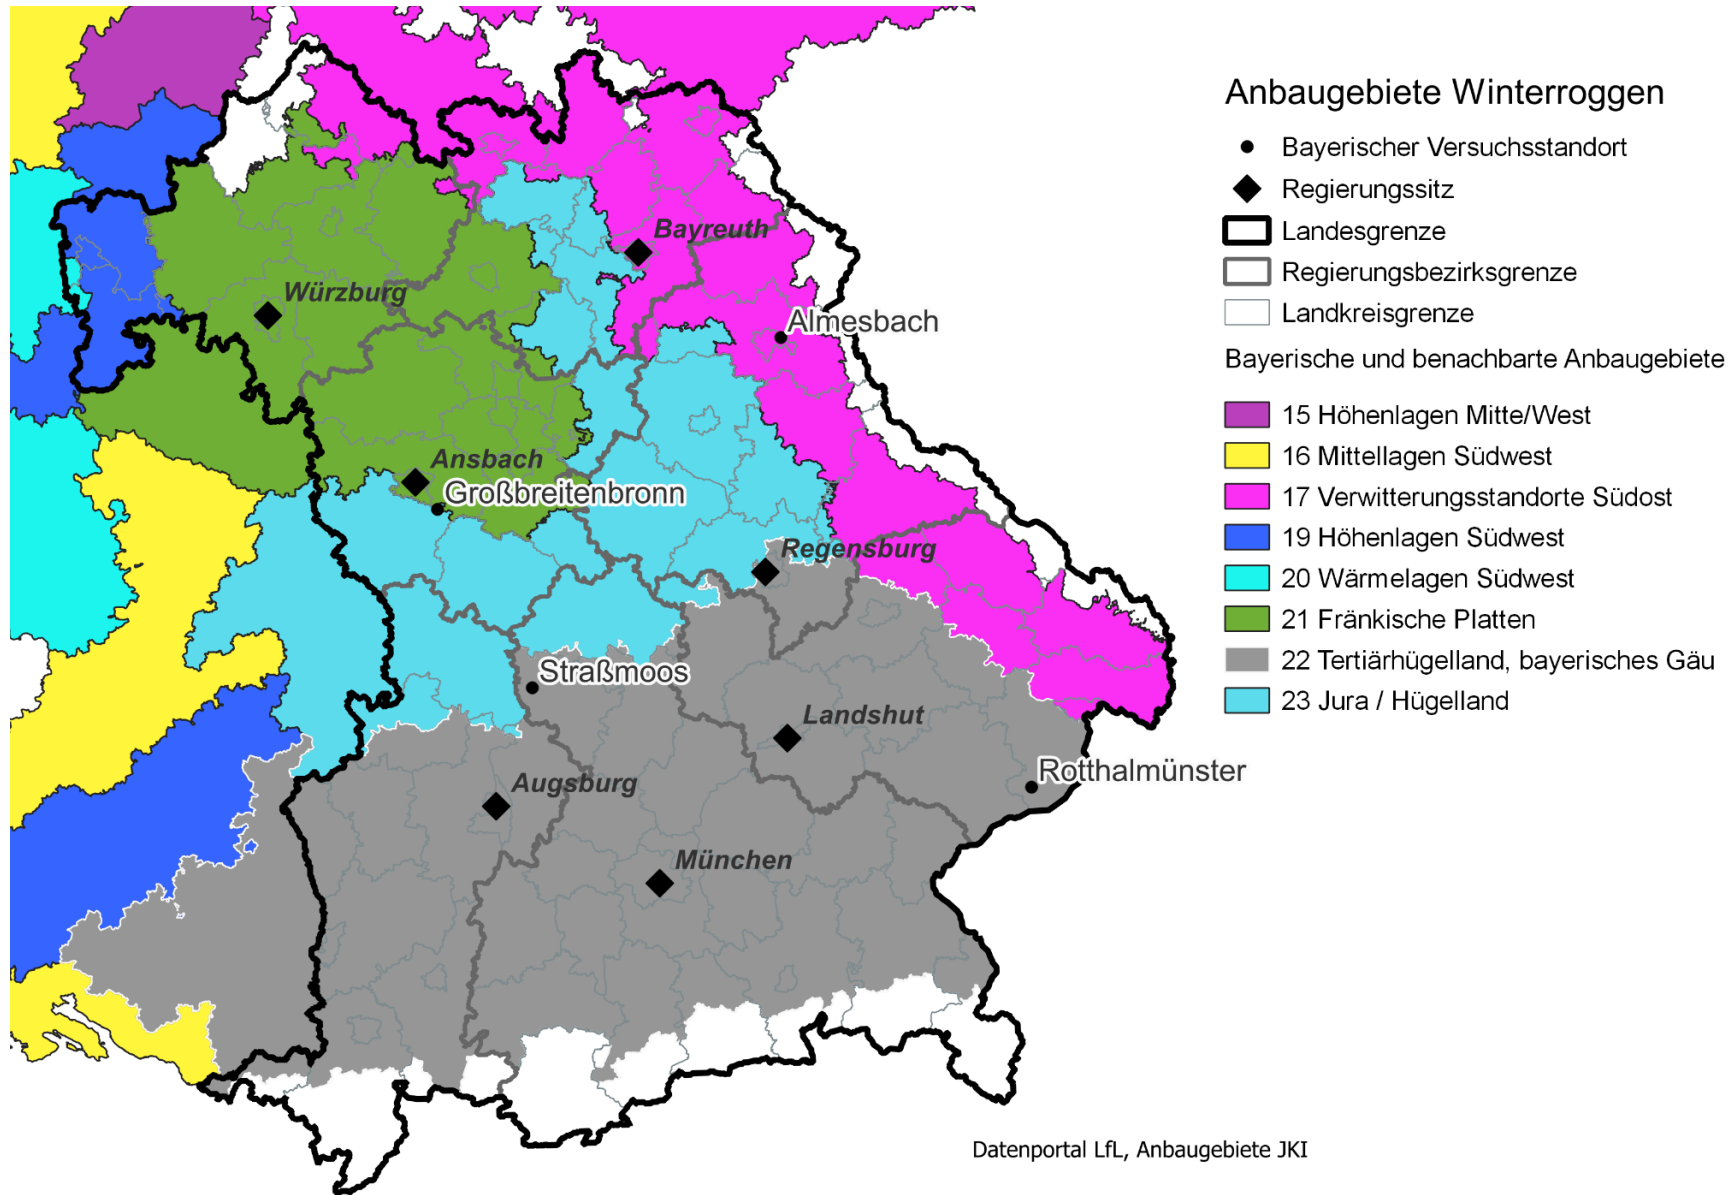 Anbaugebiete Winterroggen
Bayerischer Versuchsstandort
Regierungssitz
Landesgrenze
Regierungsbezirksgrenze
Landkreisgrenze
Bayerische und benachbarte Anbaugebiete
15 Höhenlagen Mitte/West
16 Mittellagen Südwest
17 Verwitterungsstandorte Südost
19 Höhenlagen Südwest
20 Wärmelagen Südwest
21 Fränkische Platten
22 Tertiärhügelland, bayerisches Gäu
23 Jura / Hügelland
Bayreuth
Würzburg
Almesbach
Ansbach
Großbreitenbronn
Regensburg
Straßmoos
Landshut
Rotthalmünster
Augsburg
München
Datenportal LfL, Anbaugebiete JKI